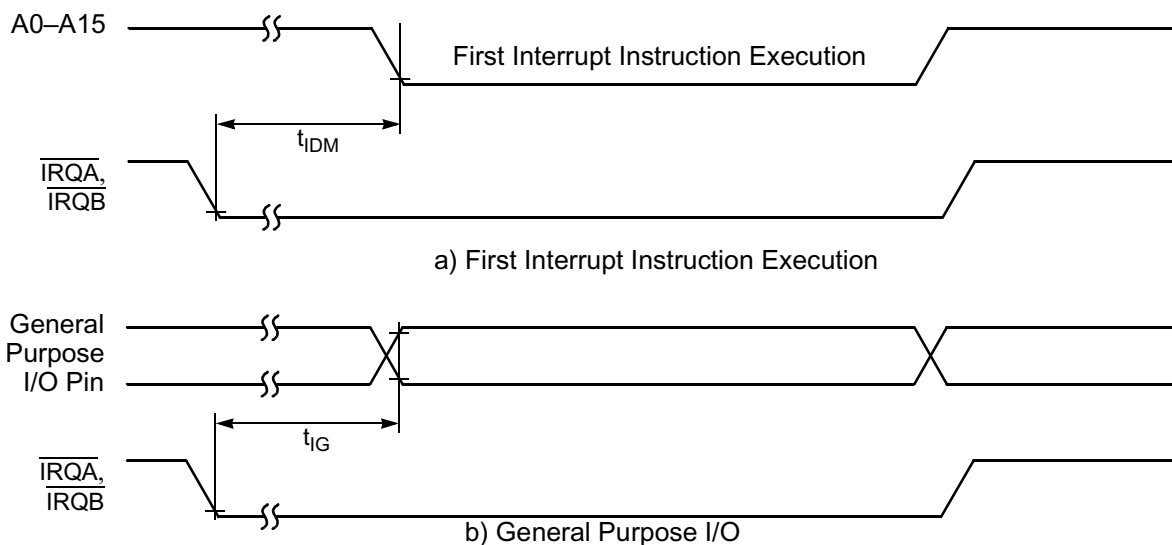 A0–A15
First Interrupt Instruction Execution
tIDM
IRQA,
IRQB
a) First Interrupt Instruction Execution
General
Purpose
I/O Pin
tIG
IRQA,
IRQB
b) General Purpose I/O